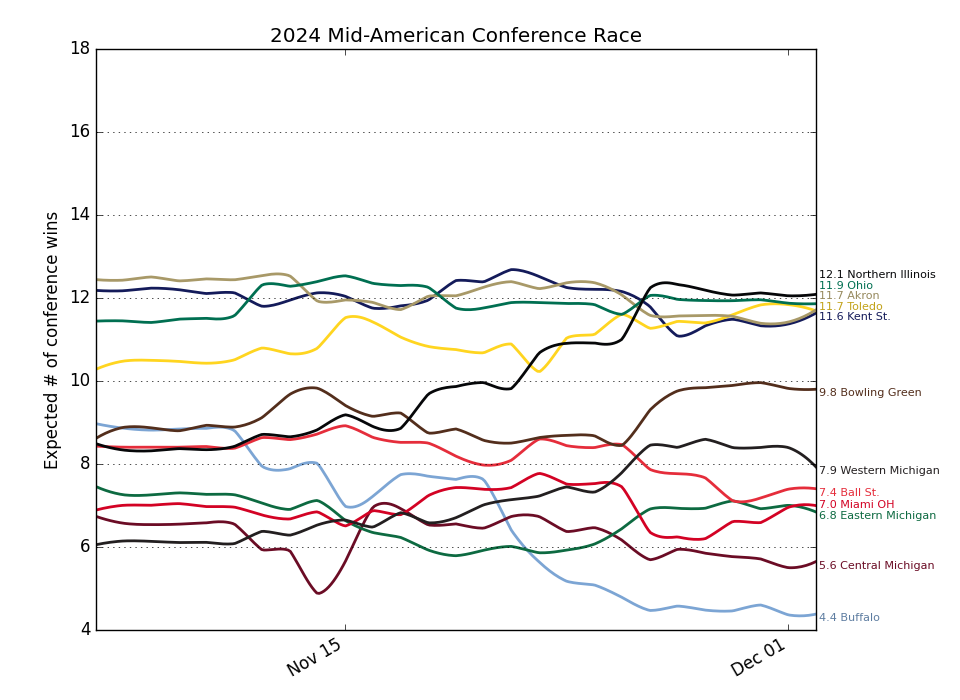 2024 Mid-American Conference Race
Expected # of conference wins
18
16
14
12
10
8
6
4
Nov 15
Dec 01
12.1 Northern Illinois
11.9 Ohio
11.7 Akron
11.7 Toledo
11.6 Kent St.
9.8 Bowling Green
7.9 Western Michigan
7.4 Ball St.
7.0 Miami OH
6.8 Eastern Michigan
5.6 Central Michigan
4.4 Buffalo